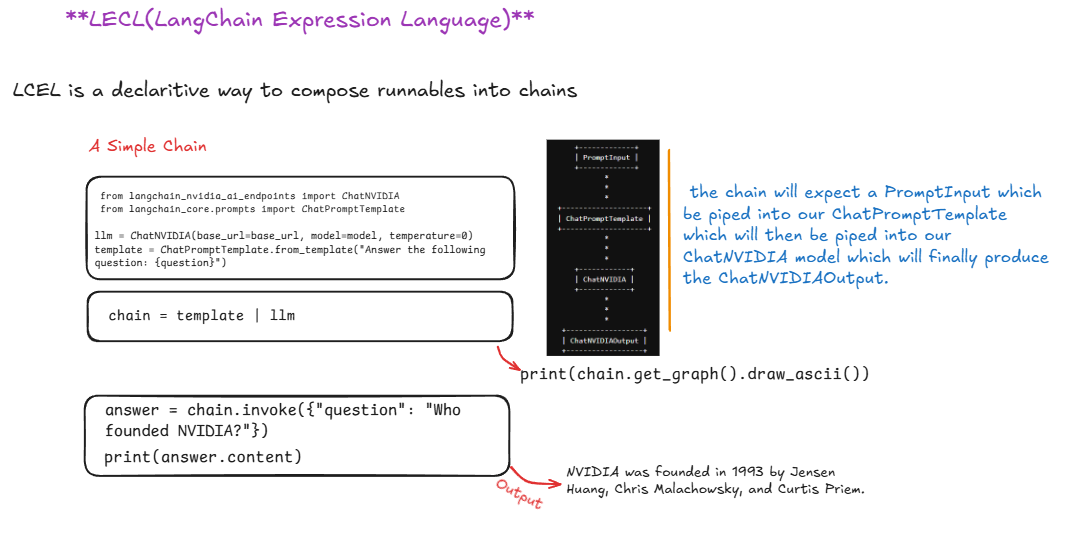 **LECL(LangChain Expression Language)**
LCEL is a declaritive way to compose runnables into chains
A Simple Chain
from langchain_nvidia_ai_endpoints import ChatNVIDIA
from langchain_core.prompts import ChatPromptTemplate
llm = ChatNVIDIA(base_url=base_url, model=model, temperature=0)
template = ChatPromptTemplate.from_template("Answer the following
question: {question}")
chain = template | llm
+-------------+
| PromptInput |
+-------------+
*
*
*
+--------------------+
| ChatPromptTemplate |
+--------------------+
*
*
*
+------------+
| ChatNVIDIA |
+------------+
*
*
*
+------------------+
| ChatNVIDIAOutput |
+------------------+
the chain will expect a PromptInput which
be piped into our ChatPromptTemplate
which will then be piped into our
ChatNVIDIA model which will finally produce
the ChatNVIDIAOutput.
print(chain.get_graph().draw_ascii())
answer = chain.invoke({"question": "Who
founded NVIDIA?"})
print(answer.content)
Output
NVIDIA was founded in 1993 by Jensen
Huang, Chris Malachowsky, and Curtis Priem.